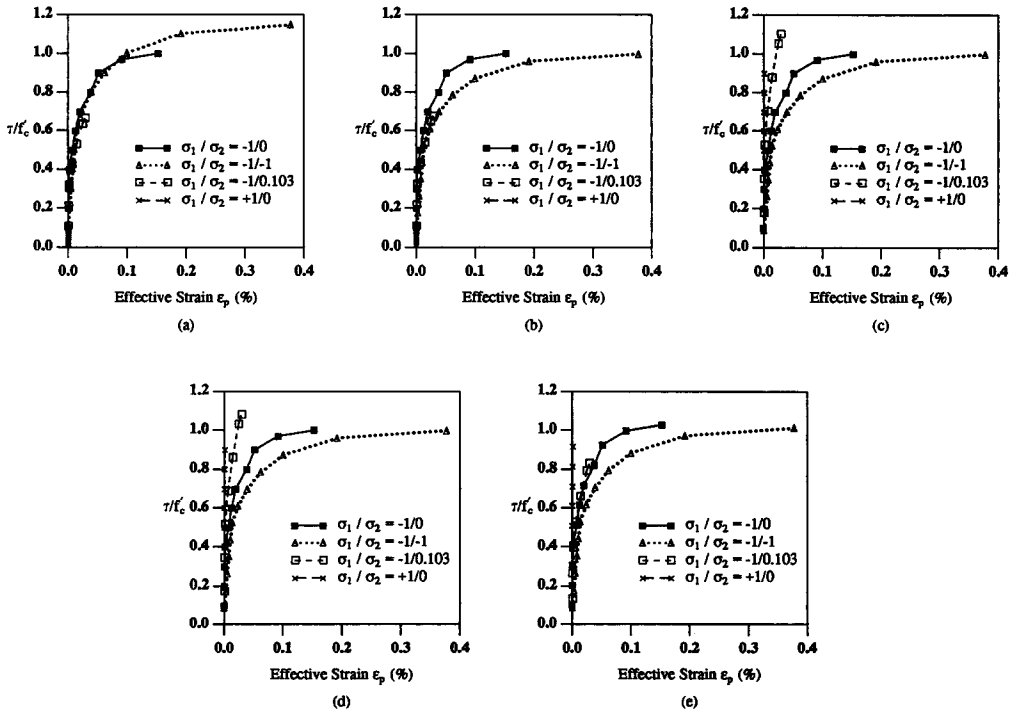 1.2
1.0
0.8
τ/f'c 0.6
0.4
0.2
0.0
σ1 / σ2 = -1/0
σ1 / σ2 = -1/-1
σ1 / σ2 = -1/0.103
σ1 / σ2 = +1/0
0.0 0.1 0.2 0.3 0.4
Effective Strain εp (%)
(a)
1.2
1.0
0.8
τ/f'c 0.6
0.4
0.2
0.0
σ1 / σ2 = -1/0
σ1 / σ2 = -1/-1
σ1 / σ2 = -1/0.103
σ1 / σ2 = +1/0
0.0 0.1 0.2 0.3 0.4
Effective Strain εp (%)
(b)
1.2
1.0
0.8
τ/f'c 0.6
0.4
0.2
0.0
σ1 / σ2 = -1/0
σ1 / σ2 = -1/-1
σ1 / σ2 = -1/0.103
σ1 / σ2 = +1/0
0.0 0.1 0.2 0.3 0.4
Effective Strain εp (%)
(c)
1.2
1.0
0.8
τ/f'c 0.6
0.4
0.2
0.0
σ1 / σ2 = -1/0
σ1 / σ2 = -1/-1
σ1 / σ2 = -1/0.103
σ1 / σ2 = +1/0
0.0 0.1 0.2 0.3 0.4
Effective Strain εp (%)
(d)
1.2
1.0
0.8
τ/f'c 0.6
0.4
0.2
0.0
σ1 / σ2 = -1/0
σ1 / σ2 = -1/-1
σ1 / σ2 = -1/0.103
σ1 / σ2 = +1/0
0.0 0.1 0.2 0.3 0.4
Effective Strain εp (%)
(e)